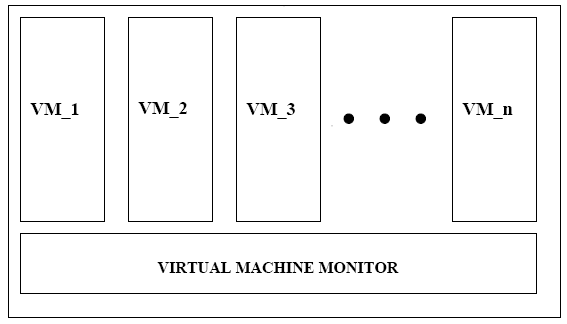 VM_1 VM_2 VM_3 • • • VM_n
VIRTUAL MACHINE MONITOR